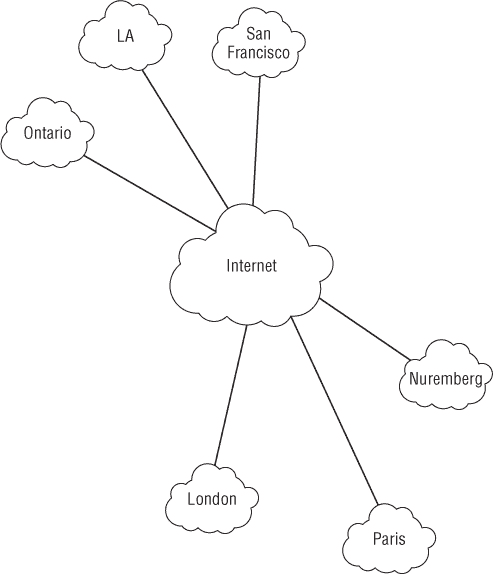 LA
San
Francisco
Ontario
Internet
Nuremberg
London
Paris